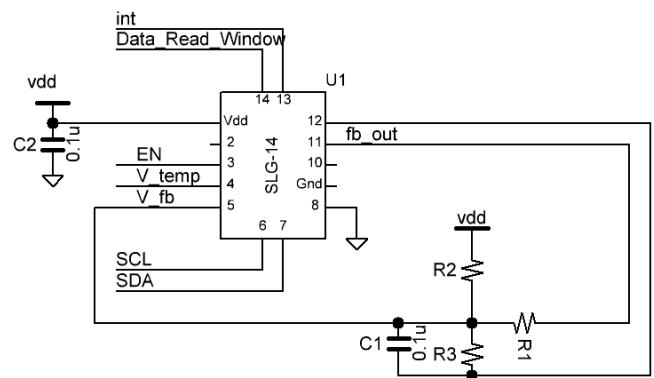 int
Data_Read_Window
U1
vdd
14 13
Vdd
12
2
11
fb_out
C2
0.1u
EN
3
SLG-14
10
V_temp
4
Gnd
V_fb
5
8
6 7
vdd
SCL
SDA
R2
C1
0.1u
R3
R1